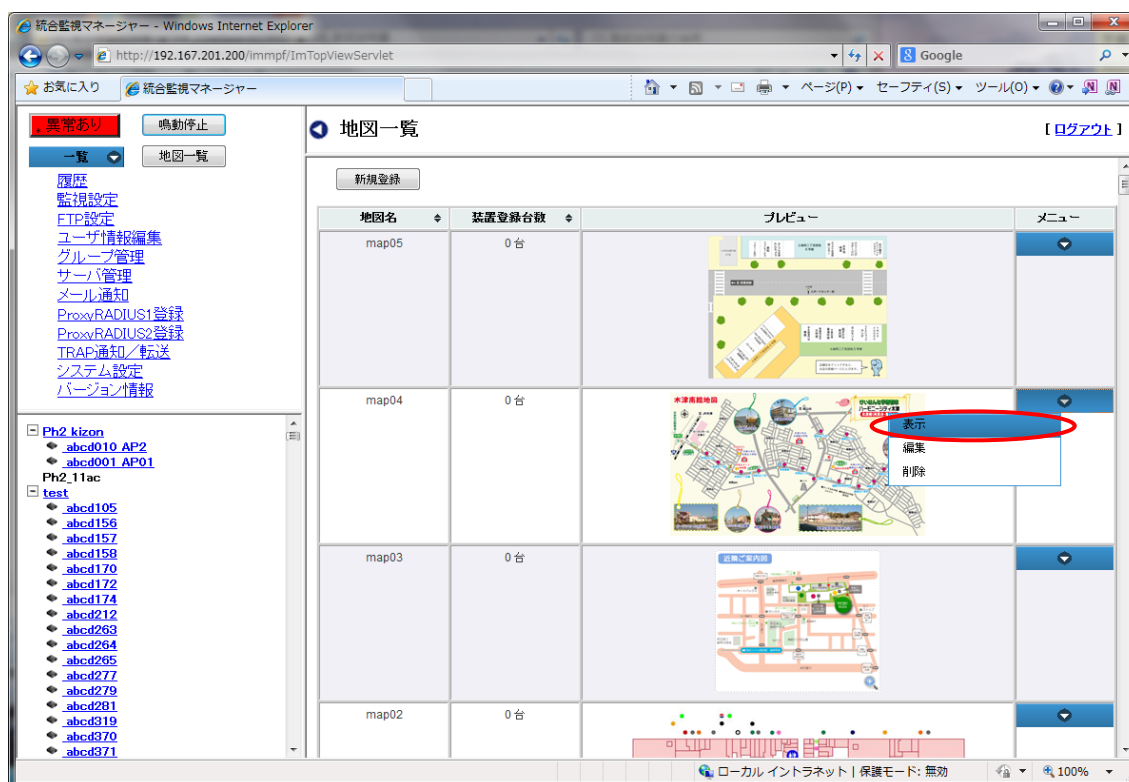 統合監視マネージャー - Windows Internet Explorer
http://192.167.201.200/immpf/ImTopViewServlet
Google
お気に入り
統合監視マネージャー
ページ(P)
セーフティ(S)
ツール(O)
異常あり
鳴動停止
一覧
地図一覧
履歴
監視設定
FTP設定
ユーザ情報編集
グループ管理
サーバ管理
メール通知
ProxyRADIUS1登録
ProxyRADIUS2登録
TRAP通知／転送
システム設定
バージョン情報
Ph2 kizon
abcd010 AP2
abcd001 AP01
Ph2_11ac
test
abcd105
abcd156
abcd157
abcd158
abcd170
abcd172
abcd174
abcd212
abcd263
abcd264
abcd265
abcd277
abcd279
abcd281
abcd319
abcd370
abcd371
地図一覧
[ ログアウト ]
新規登録
地図名 装置登録台数 プレビュー メニュー
map05 0 台
map04 0 台
木津南絵地図
表示
編集
削除
map03 0 台
近隣ご案内図
map02 0 台
ローカル イントラネット | 保護モード: 無効
100%